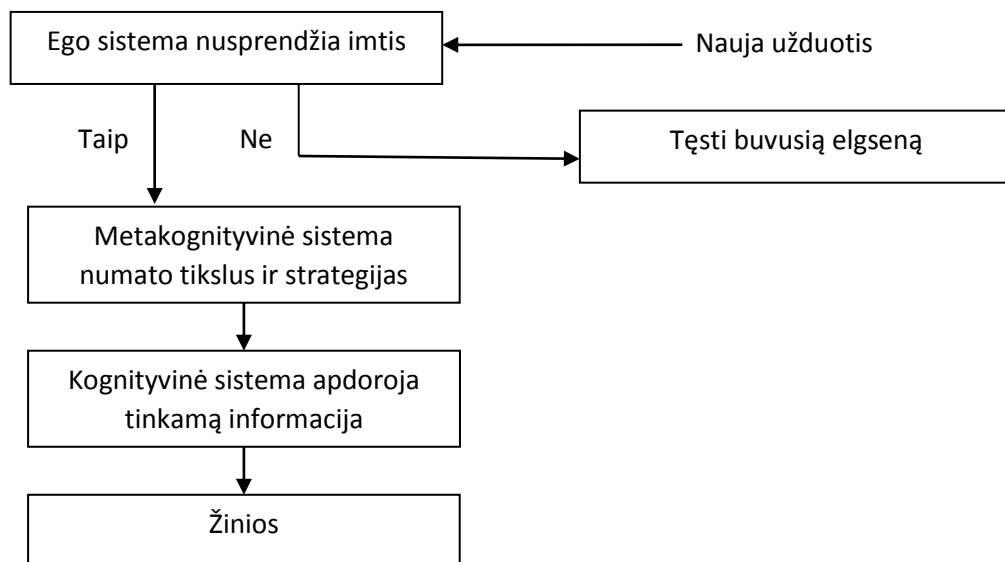 Ego sistema nusprendžia imtis
Nauja užduotis
Taip
Ne
Tęsti buvusią elgseną
Metakognityvinė sistema
numato tikslus ir strategijas
Kognityvinė sistema apdoroja
tinkamą informacija
Žinios